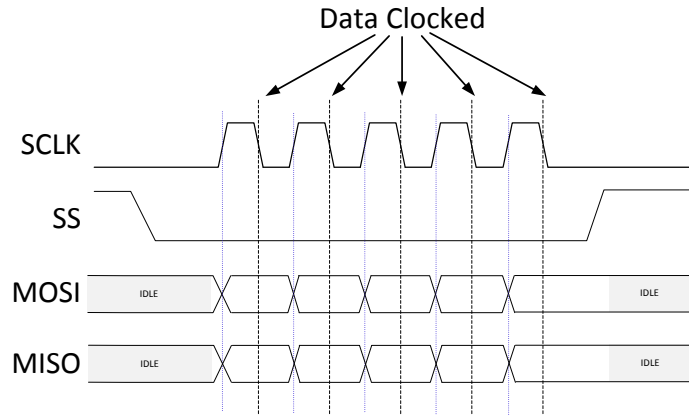 Data Clocked
SCLK
SS
MOSI
IDLE
IDLE
MISO
IDLE
IDLE